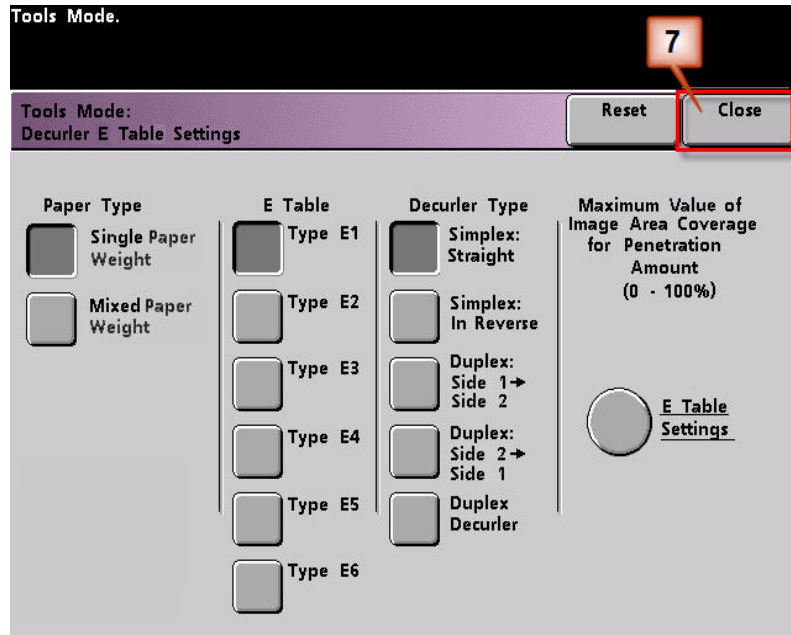 Tools Mode.
7
Tools Mode:
Decurler E Table Settings
Reset
Close
Paper Type
Single Paper
Weight
Mixed Paper
Weight
E Table
Type E1
Type E2
Type E3
Type E4
Type E5
Type E6
Decurler Type
Simplex:
Straight
Simplex:
In Reverse
Duplex:
Side 1→
Side 2
Duplex:
Side 2→
Side 1
Duplex
Decurler
Maximum Value of
Image Area Coverage
for Penetration
Amount
(0 - 100%)
E Table
Settings